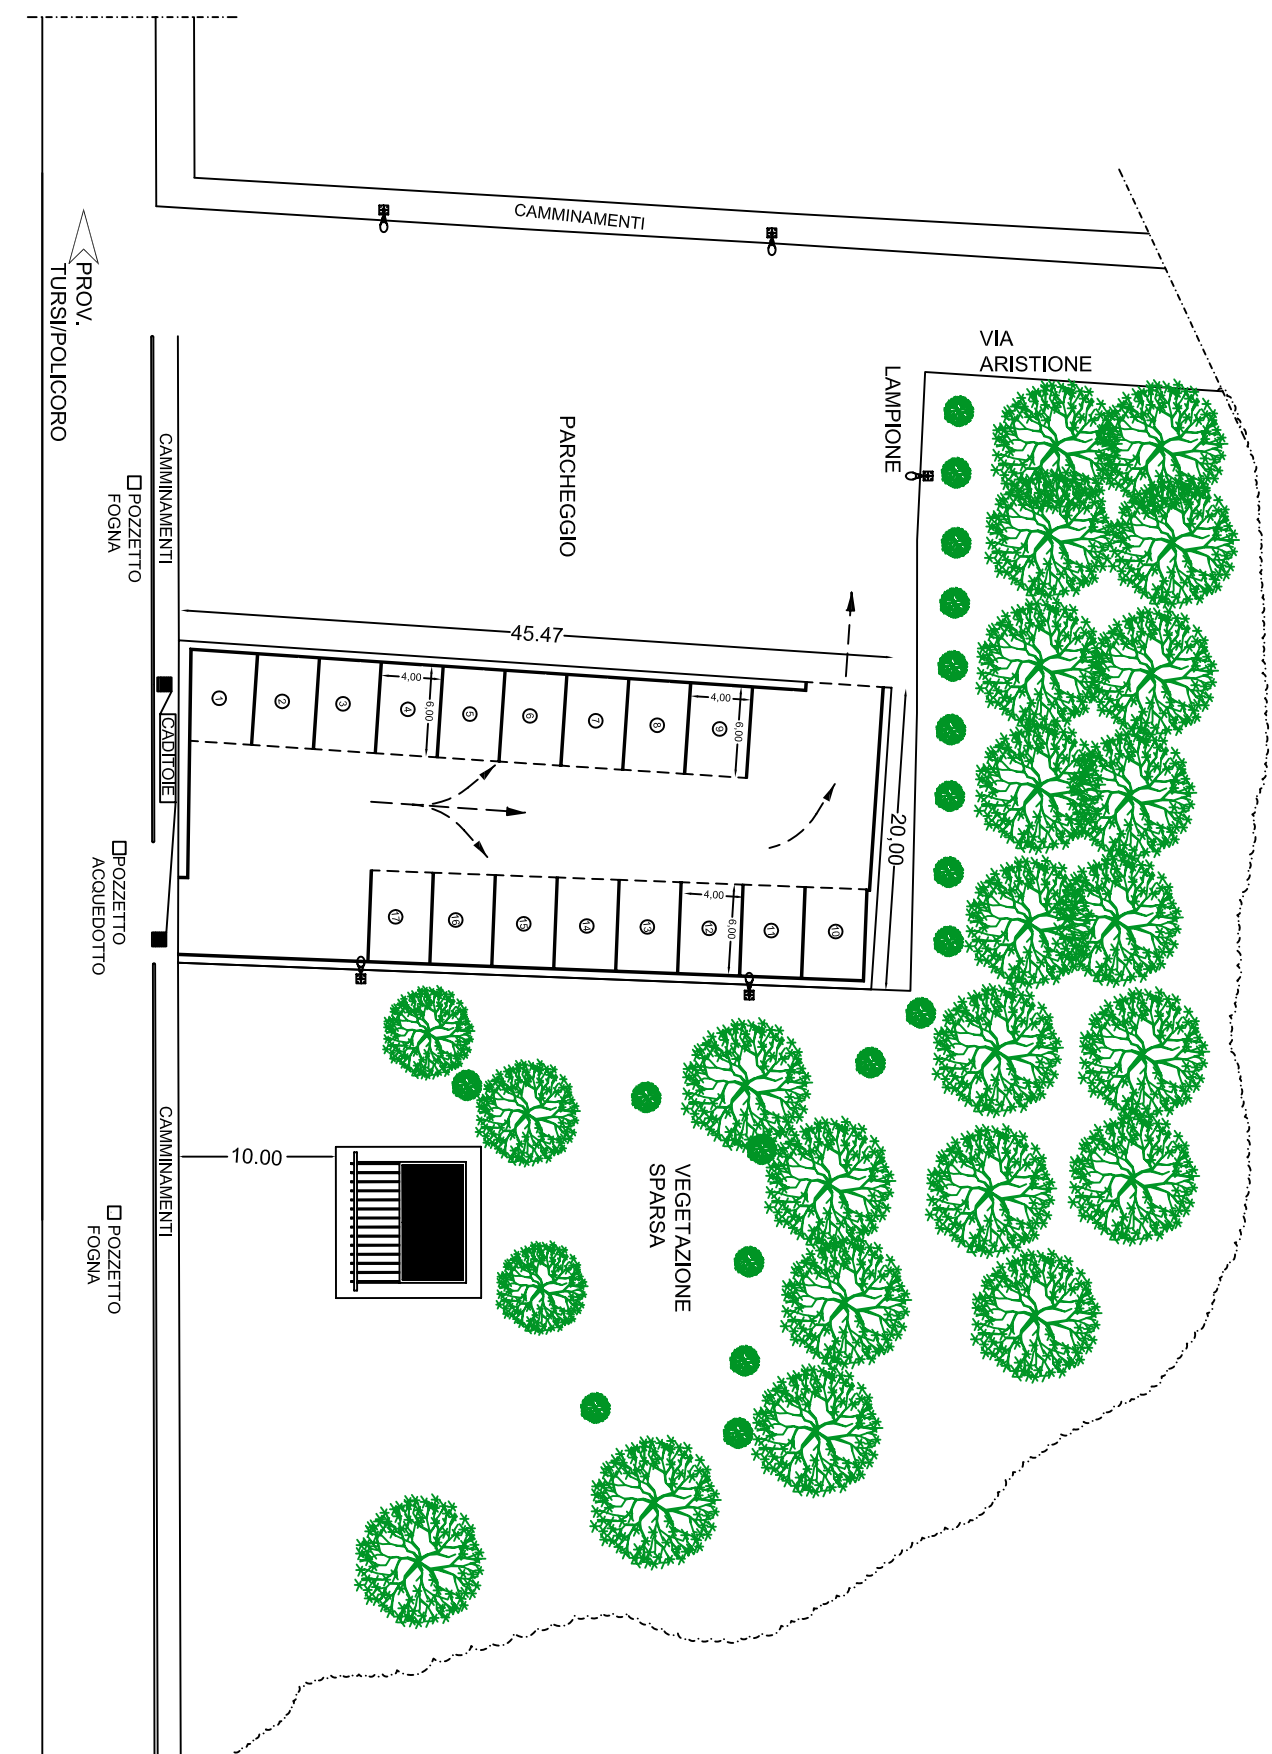 CAMMINAMENTI
PROV.
TURSI/POLICORO
VIA
ARISTIONE
LAMPIONE
PARCHEGGIO
CAMMINAMENTI
POZZETTO
FOGNA
45.47
1
2
3
4
4,00
6,00
5
6
7
8
9
4,00
6,00
CADITOIE
20,00
POZZETTO
ACQUEDOTTO
17
16
15
14
13
12
4,00
6,00
11
10
CAMMINAMENTI
10.00
VEGETAZIONE
SPARSA
POZZETTO
FOGNA